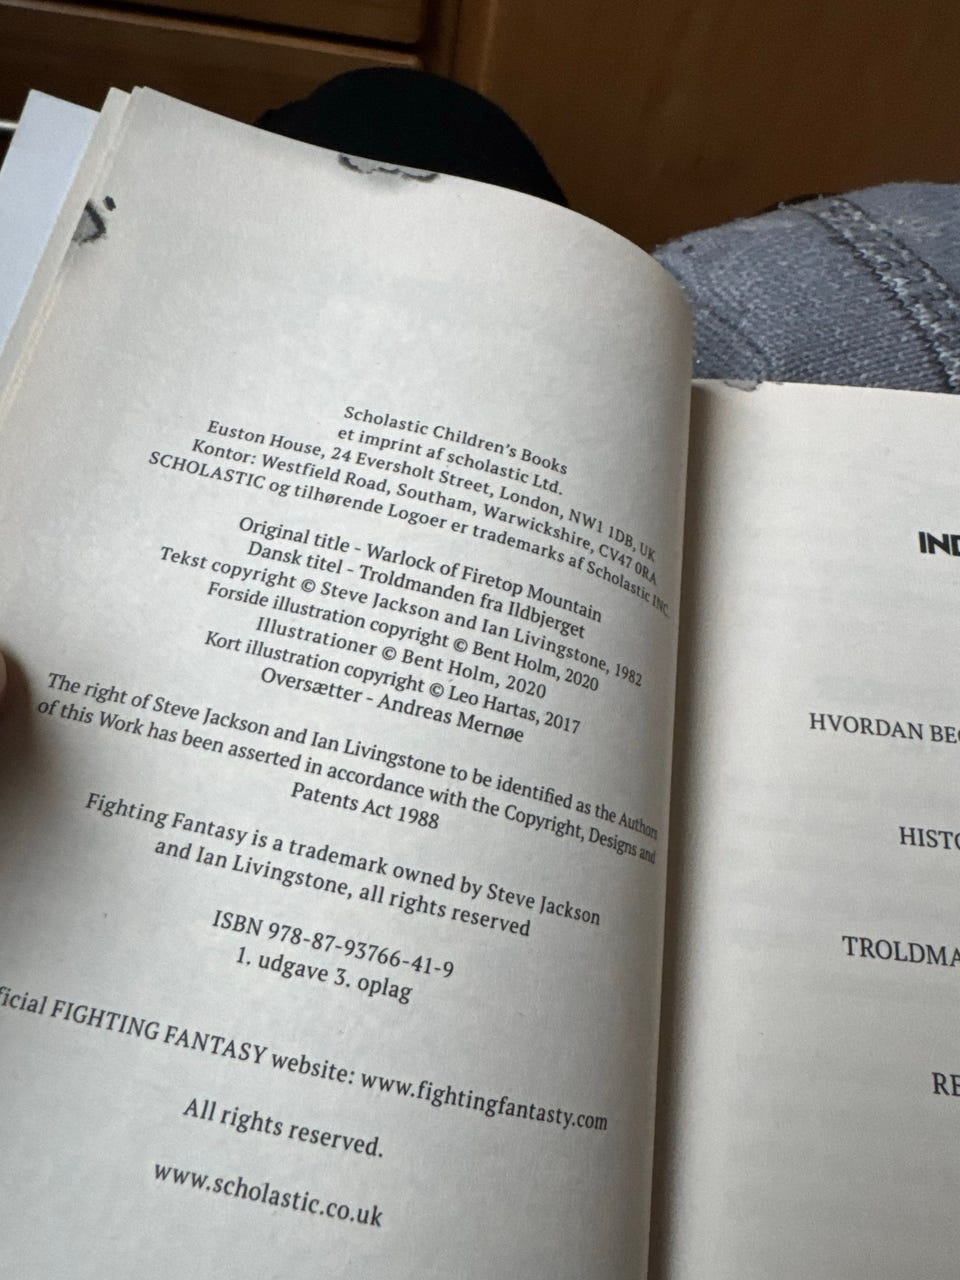 Scholastic Children's Books
et imprint af scholastic Ltd.
Euston House, 24 Eversholt Street, London, NW1 1DB, UK
Kontor: Westfield Road, Southam, Warwickshire, CV47 0RA
SCHOLASTIC og tilhørende Logoer er trademarks af Scholastic INC.
Original title - Warlock of Firetop Mountain
Dansk titel - Troldmanden fra Ildbjerget
Tekst copyright © Steve Jackson and Ian Livingstone, 1982
Forside illustration copyright © Bent Holm, 2020
Illustrationer © Bent Holm, 2020
Kort illustration copyright © Leo Hartas, 2017
Oversætter - Andreas Mernøe
The right of Steve Jackson and Ian Livingstone to be identified as the Authors
of this Work has been asserted in accordance with the Copyright, Designs and
Patents Act 1988
Fighting Fantasy is a trademark owned by Steve Jackson
and Ian Livingstone, all rights reserved
ISBN 978-87-93766-41-9
1. udgave 3. oplag
ficial FIGHTING FANTASY website: www.fightingfantasty.com
All rights reserved.
www.scholastic.co.uk
IND
HVORDAN BEG
HISTO
TROLDMA
RE